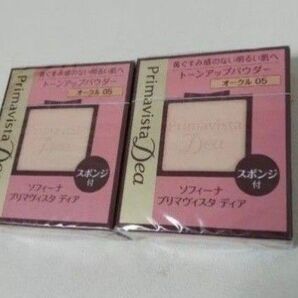 黄ぐすみ感のない明るい肌へ
トーンアップパウダー
オークル 05
Primavista Dea
Primavista
Dea
スポンジ付
ソフィーナ
プリマヴィスタ ディア
黄ぐすみ感のない明るい肌へ
トーンアップパウダー
オークル 05
Primavista Dea
Primavista
Dea
スポンジ付
ソフィーナ
プリマヴィスタ ディア